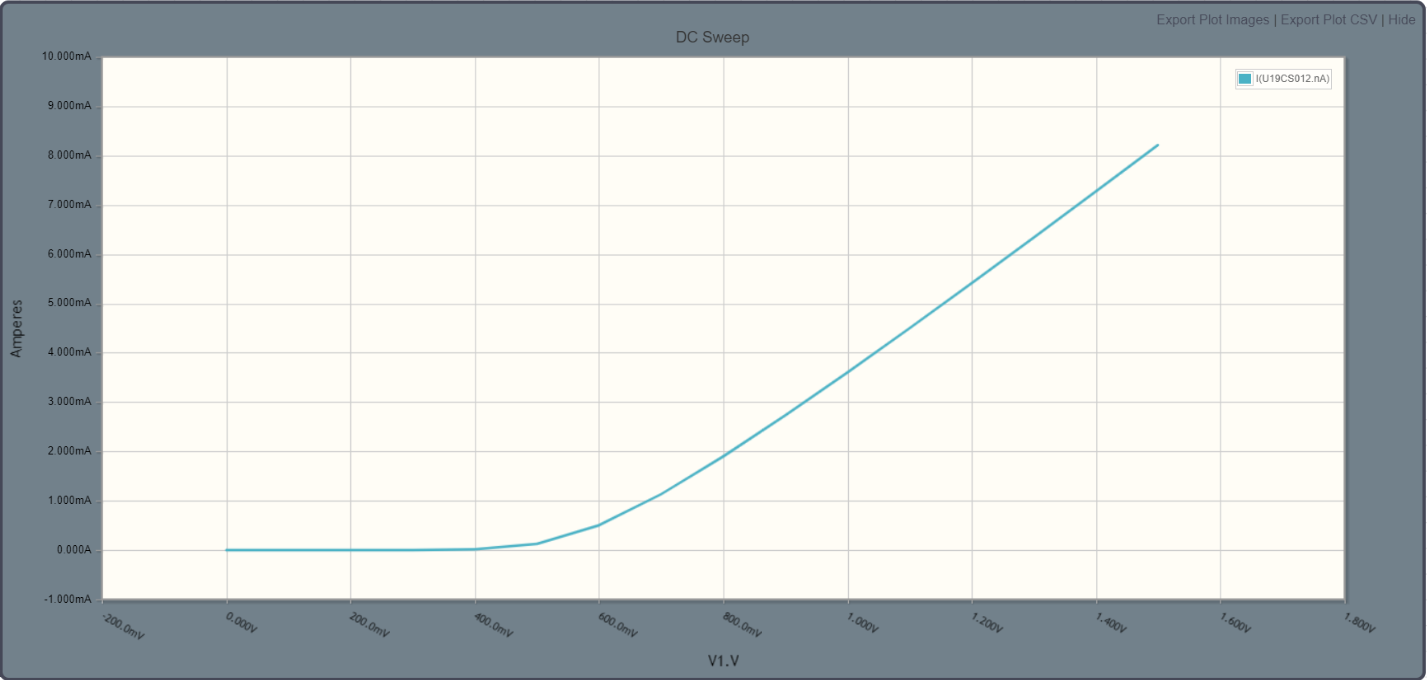 Export Plot Images | Export Plot CSV | Hide
DC Sweep
I(U19CS012.nA)
10.000mA
9.000mA
8.000mA
7.000mA
6.000mA
5.000mA
4.000mA
3.000mA
2.000mA
1.000mA
0.000A
-1.000mA
Amperes
-200.0mV
0.000V
200.0mV
400.0mV
600.0mV
800.0mV
1.000V
1.200V
1.400V
1.600V
1.800V
V1.V